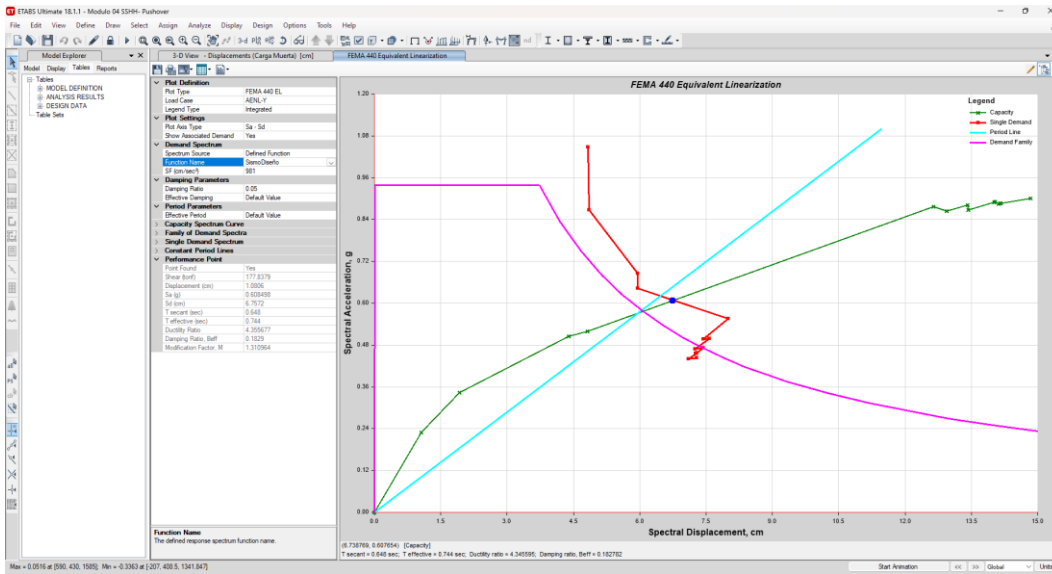 ETABS Ultimate 18.1.1 - Modulo 04 SSHH- Pushover
File Edit View Define Draw Select Assign Analyze Display Design Options Tools Help
Model Explorer
3-D View - Displacements (Carga Muerta) [cm]
FEMA 440 Equivalent Linearization
Model Display Tables Reports
Tables
MODEL DEFINITION
ANALYSIS RESULTS
DESIGN DATA
Table Sets
Plot Definition
Plot Type FEMA 440 EL
Load Case AENL-Y
Legend Type Integrated
Plot Settings
Plot Axis Type Sa - Sd
Show Associated Demand Yes
Demand Spectrum
Spectrum Source Defined Function
Function Name SismoDiseño
SF (cm/sec²) 981
Damping Parameters
Damping Ratio 0.05
Effective Damping Default Value
Period Parameters
Effective Period Default Value
Capacity Spectrum Curve
Family of Demand Spectra
Single Demand Spectrum
Constant Period Lines
Performance Point
Point Found Yes
Shear (tonf) 177.8379
Displacement (cm) 1.0806
Sa (g) 0.608498
Sd (cm) 6.7572
T secant (sec) 0.648
T effective (sec) 0.744
Ductility Ratio 4.355677
Damping Ratio, Beff 0.1829
Modification Factor, M 1.310964
Function Name
The defined response spectrum function name.
FEMA 440 Equivalent Linearization
Legend
Capacity
Single Demand
Period Line
Demand Family
Spectral Acceleration, g
1.20
1.08
0.96
0.84
0.72
0.60
0.48
0.36
0.24
0.12
0.00
0.0 1.5 3.0 4.5 6.0 7.5 9.0 10.5 12.0 13.5 15.0
Spectral Displacement, cm
(6.738769, 0.607654) [Capacity]
T secant = 0.648 sec; T effective = 0.744 sec; Ductility ratio = 4.346595; Damping ratio, Beff = 0.182782
Max = 0.0516 at [590, 430, 1585]; Min = -0.3363 at [-207, 408.5, 1341.847]
Start Animation << >> Global Units